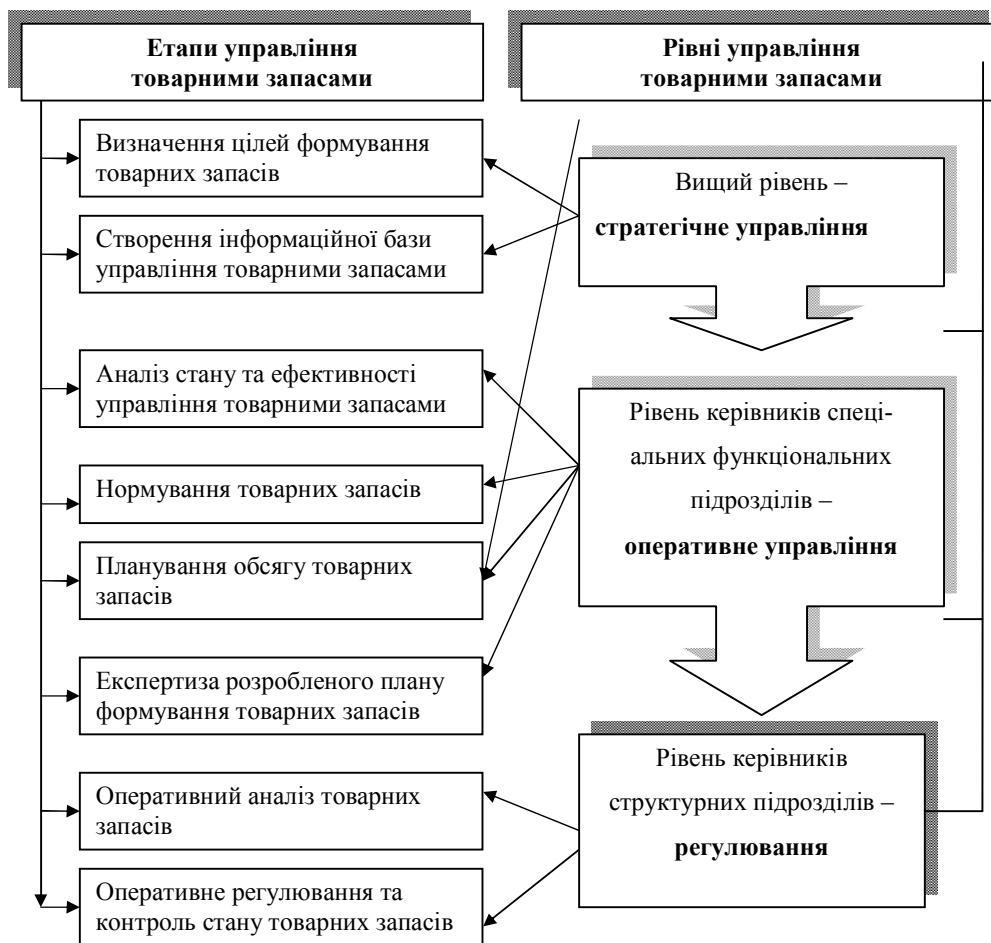 Етапи управління
товарними запасами
Визначення цілей формування
товарних запасів
Створення інформаційної бази
управління товарними запасами
Аналіз стану та ефективності
управління товарними запасами
Нормування товарних запасів
Планування обсягу товарних
запасів
Експертиза розробленого плану
формування товарних запасів
Оперативний аналіз товарних
запасів
Оперативне регулювання та
контроль стану товарних запасів
Рівні управління
товарними запасами
Вищий рівень –
стратегічне управління
Рівень керівників спеці-
альних функціональних
підрозділів –
оперативне управління
Рівень керівників
структурних підрозділів –
регулювання